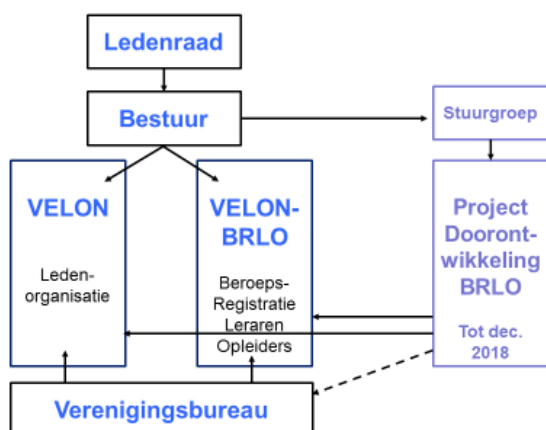 Ledenraad
Bestuur
Stuurgroep
VELON
Leden-
organisatie
VELON-
BRLO
Beroeps-
Registratie
Leraren
Opleiders
Project
Dooront-
wikkeling
BRLO
Tot dec.
2018
Verenigingsbureau